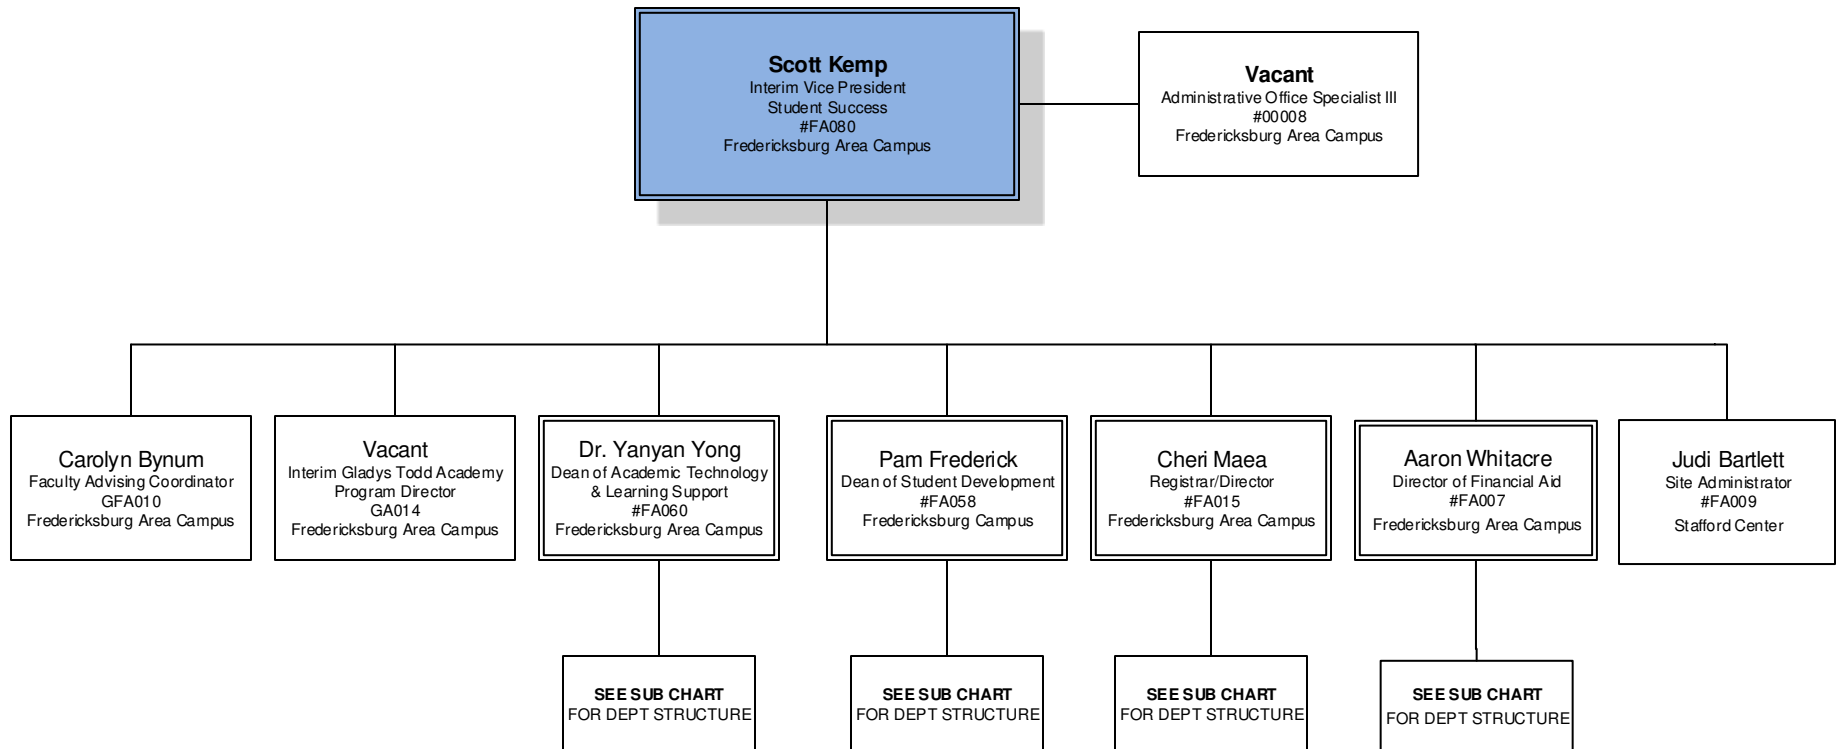 Scott Kemp
Interim Vice President
Student Success
#FA080
Fredericksburg Area Campus
Vacant
Administrative Office Specialist III
#00008
Fredericksburg Area Campus
Carolyn Bynum
Faculty Advising Coordinator
GFA010
Fredericksburg Area Campus
Vacant
Interim Gladys Todd Academy
Program Director
GA014
Fredericksburg Area Campus
Dr. Yanyan Yong
Dean of Academic Technology
& Learning Support
#FA060
Fredericksburg Area Campus
Pam Frederick
Dean of Student Development
#FA058
Fredericksburg Campus
Cheri Maea
Registrar/Director
#FA015
Fredericksburg Area Campus
Aaron Whitacre
Director of Financial Aid
#FA007
Fredericksburg Area Campus
Judi Bartlett
Site Administrator
#FA009
Stafford Center
SEE SUB CHART
FOR DEPT STRUCTURE
SEE SUB CHART
FOR DEPT STRUCTURE
SEE SUB CHART
FOR DEPT STRUCTURE
SEE SUB CHART
FOR DEPT STRUCTURE